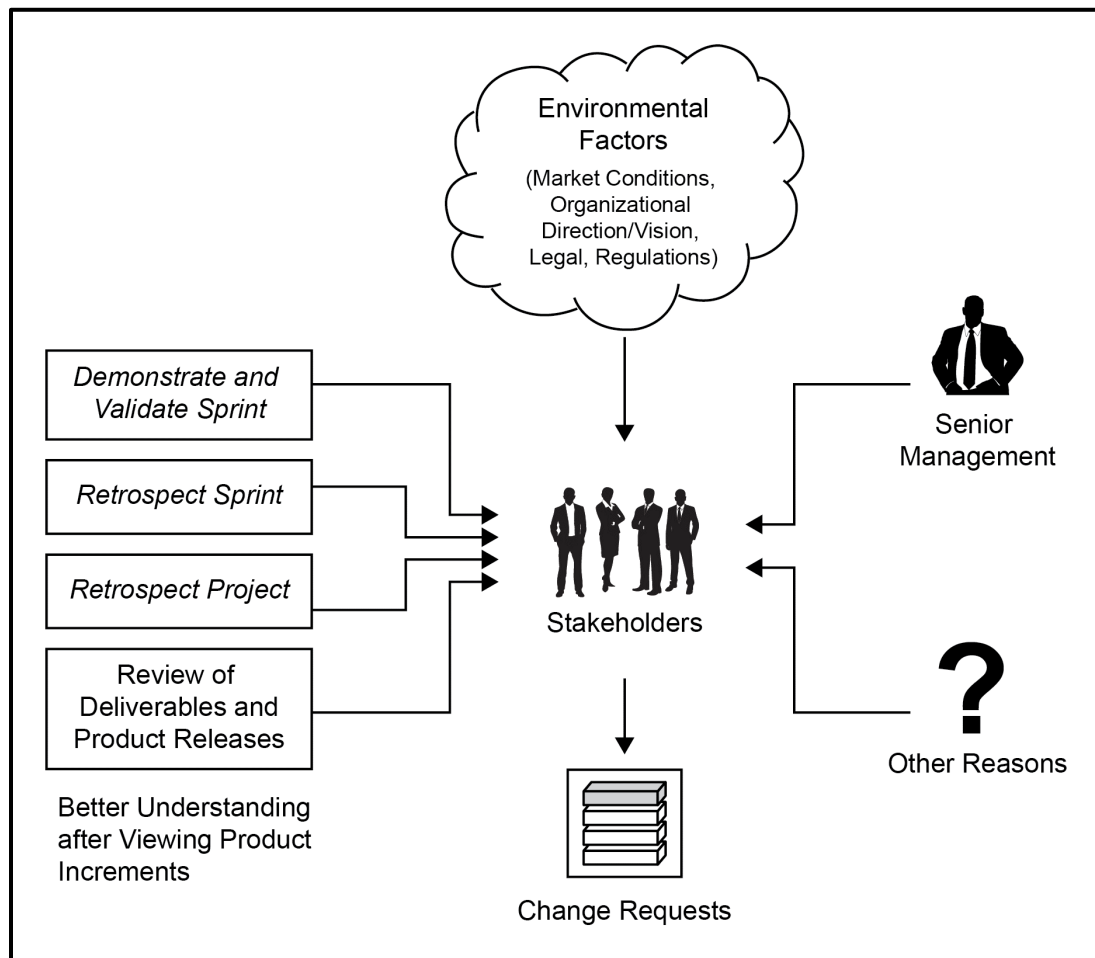 Environmental
Factors
(Market Conditions,
Organizational
Direction/Vision,
Legal, Regulations)
Demonstrate and
Validate Sprint
Retrospect Sprint
Retrospect Project
Review of
Deliverables and
Product Releases
Better Understanding
after Viewing Product
Increments
Stakeholders
Change Requests
Senior
Management
?
Other Reasons